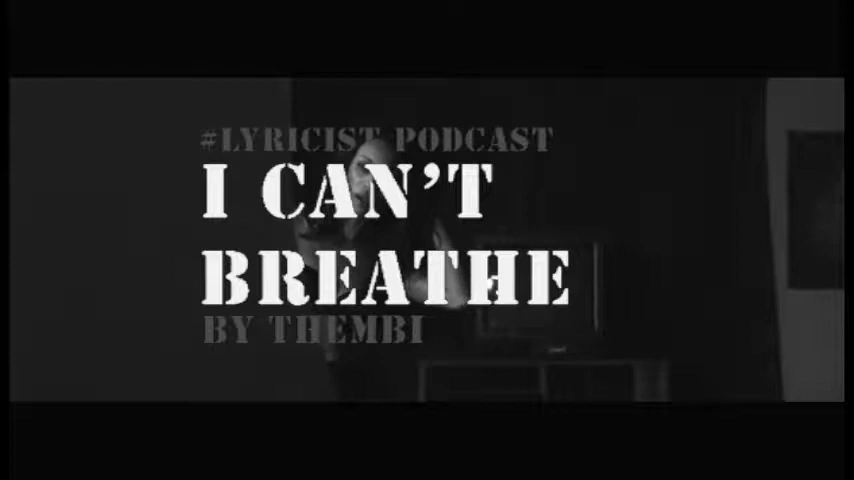 #LYRICIST PODCAST
I CAN'T
BREATHE
BY THEMBI